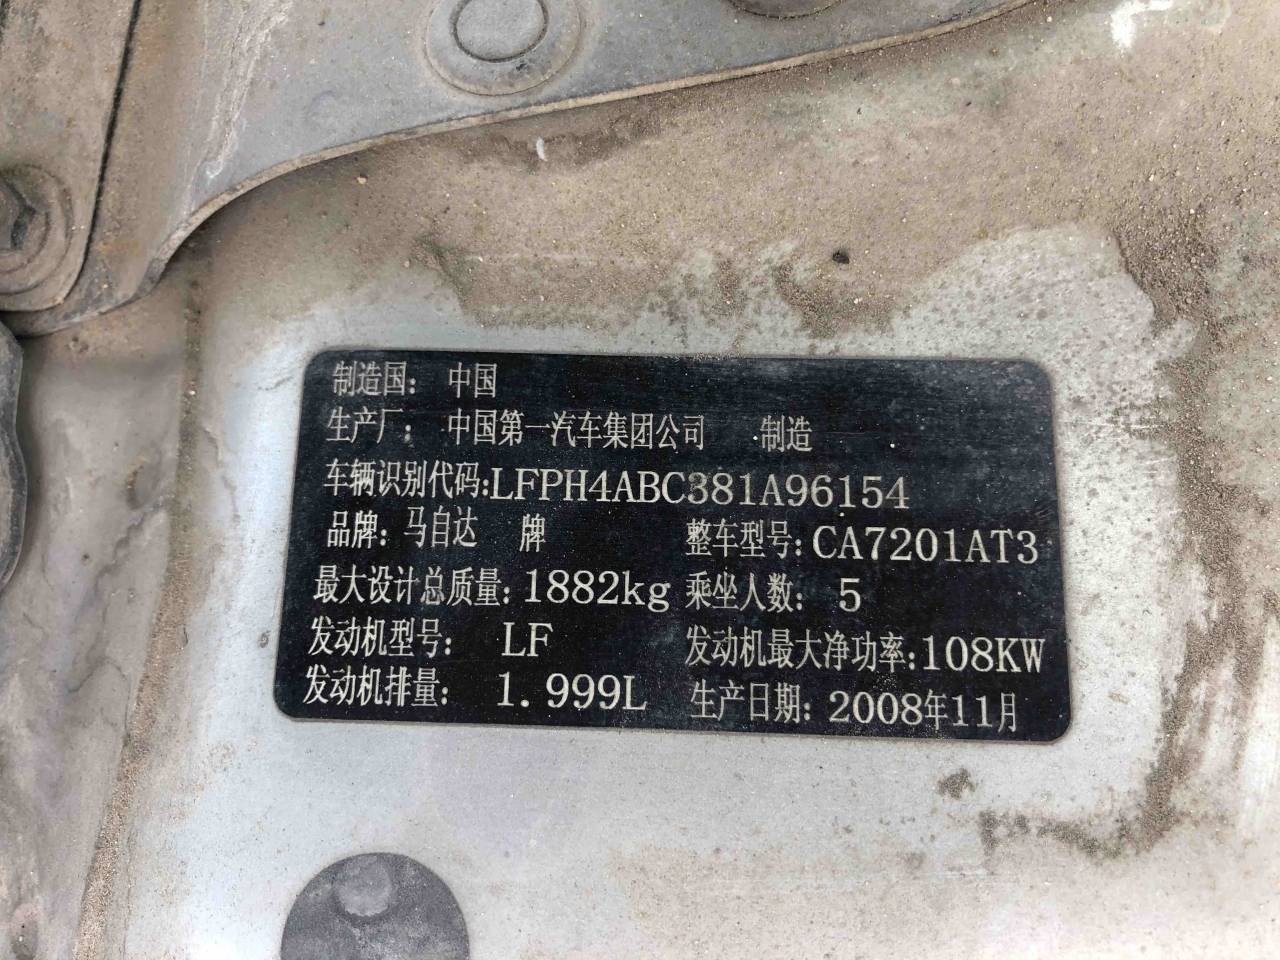 制造国： 中国
生产厂： 中国第一汽车集团公司 制造
车辆识别代码:LFPH4ABC381A96154
品牌：马自达 牌 整车型号:CA7201AT3
最大设计总质量：1882kg 乘坐人数： 5
发动机型号： LF 发动机最大净功率:108KW
发动机排量： 1.999L 生产日期：2008年11月